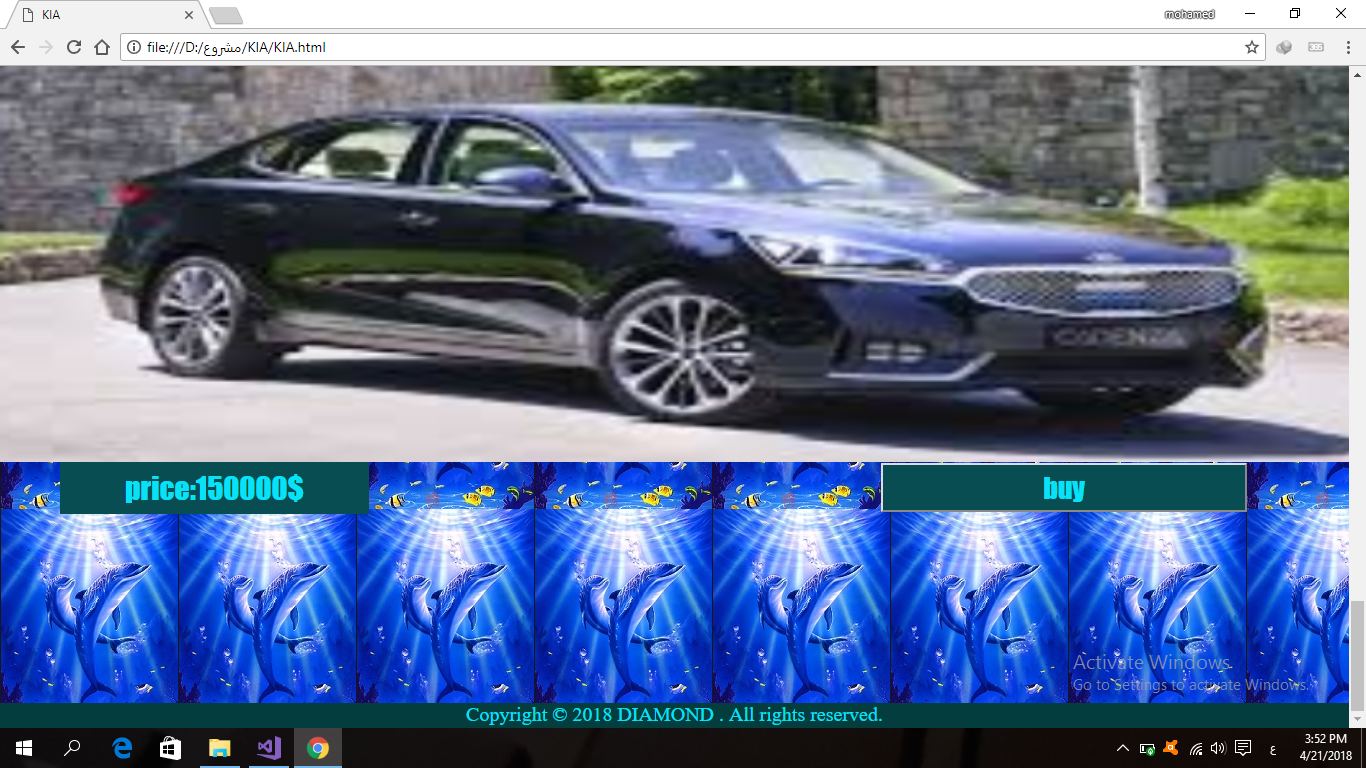 KIA
mohamed
file:///D:/مشروع/KIA/KIA.html
CADENZA
price:150000$
buy
Activate Windows
Go to Settings to activate Windows.
Copyright © 2018 DIAMOND . All rights reserved.
ع
3:52 PM
4/21/2018